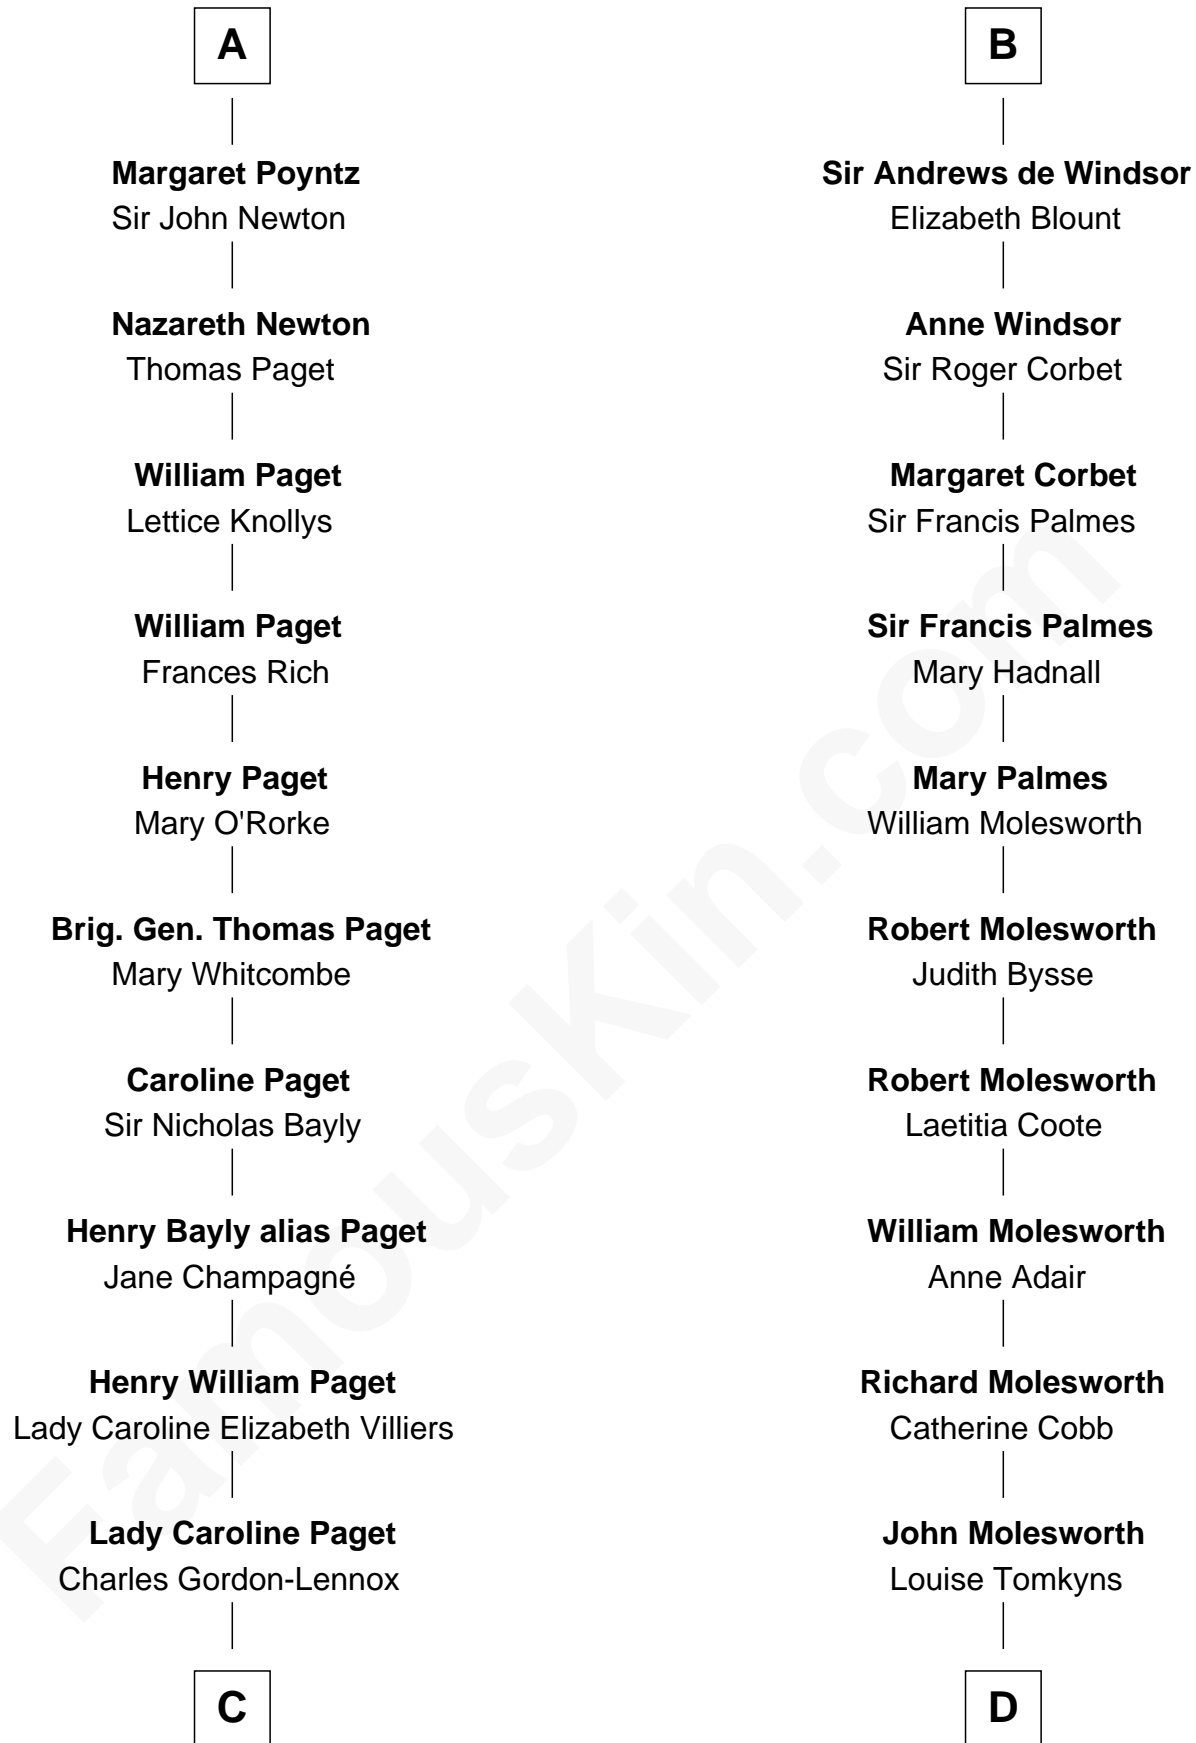 A
Margaret Poyntz
Sir John Newton
Nazareth Newton
Thomas Paget
William Paget
Lettice Knollys
William Paget
Frances Rich
Henry Paget
Mary O'Rorke
Brig. Gen. Thomas Paget
Mary Whitcombe
Caroline Paget
Sir Nicholas Bayly
Henry Bayly alias Paget
Jane Champagné
Henry William Paget
Lady Caroline Elizabeth Villiers
Lady Caroline Paget
Charles Gordon-Lennox
C
B
Sir Andrews de Windsor
Elizabeth Blount
Anne Windsor
Sir Roger Corbet
Margaret Corbet
Sir Francis Palmes
Sir Francis Palmes
Mary Hadnall
Mary Palmes
William Molesworth
Robert Molesworth
Judith Bysse
Robert Molesworth
Laetitia Coote
William Molesworth
Anne Adair
Richard Molesworth
Catherine Cobb
John Molesworth
Louise Tomkyns
D
FamousKin.com